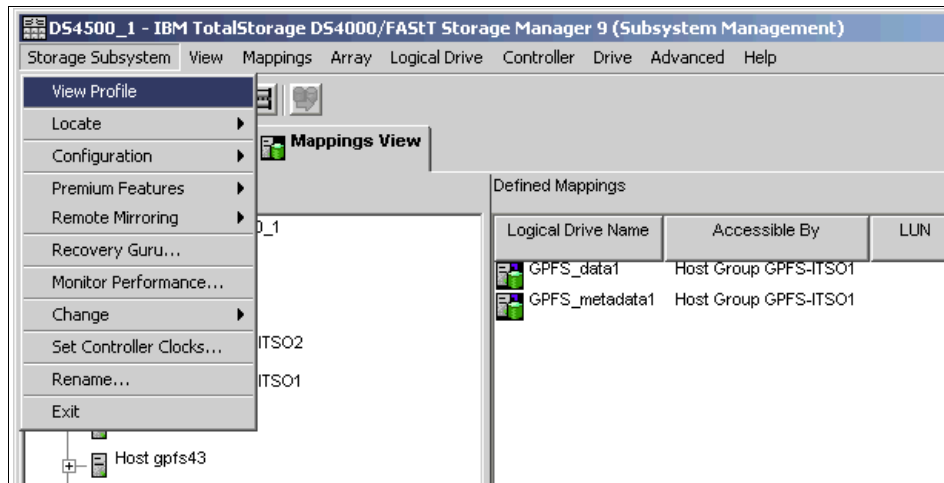 DS4500_1 - IBM TotalStorage DS4000/FAStT Storage Manager 9 (Subsystem Management)
Storage Subsystem View Mappings Array Logical Drive Controller Drive Advanced Help
View Profile
Locate
Configuration
Premium Features
Remote Mirroring
Recovery Guru...
Monitor Performance...
Change
Set Controller Clocks...
Rename...
Exit
Mappings View
0_1
ITSO2
ITSO1
Host gpfs43
Defined Mappings
Logical Drive Name Accessible By LUN
GPFS_data1 Host Group GPFS-ITSO1
GPFS_metadata1 Host Group GPFS-ITSO1